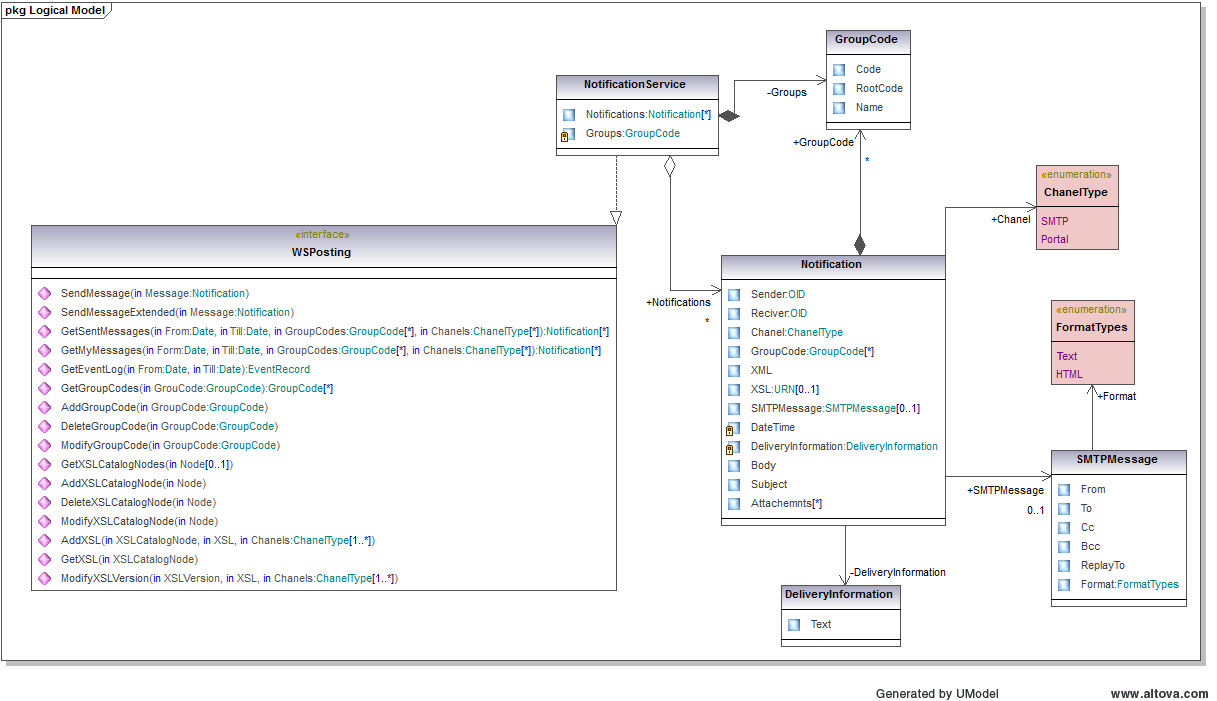 pkg Logical Model
GroupCode
Code
RootCode
Name
NotificationService
Notifications:Notification[*]
Groups:GroupCode
-Groups
+GroupCode
*
«enumeration»
ChanelType
SMTP
Portal
+Chanel
«interface»
WSPosting
SendMessage(in Message:Notification)
SendMessageExtended(in Message:Notification)
GetSentMessages(in From:Date, in Till:Date, in GroupCodes:GroupCode[*], in Chanels:ChanelType[*]):Notification[*]
GetMyMessages(in Form:Date, in Till:Date, in GroupCodes:GroupCode[*], in Chanels:ChanelType[*]):Notification[*]
GetEventLog(in From:Date, in Till:Date):EventRecord
GetGroupCodes(in GrouCode:GroupCode):GroupCode[*]
AddGroupCode(in GroupCode:GroupCode)
DeleteGroupCode(in GroupCode:GroupCode)
ModifyGroupCode(in GroupCode:GroupCode)
GetXSLCatalogNodes(in Node[0..1])
AddXSLCatalogNode(in Node)
DeleteXSLCatalogNode(in Node)
ModifyXSLCatalogNode(in Node)
AddXSL(in XSLCatalogNode, in XSL, in Chanels:ChanelType[1..*])
GetXSL(in XSLCatalogNode)
ModifyXSLVersion(in XSLVersion, in XSL, in Chanels:ChanelType[1..*])
+Notifications
*
Notification
Sender:OID
Reciver:OID
Chanel:ChanelType
GroupCode:GroupCode[*]
XML
XSL:URN[0..1]
SMTPMessage:SMTPMessage[0..1]
DateTime
DeliveryInformation:DeliveryInformation
Body
Subject
Attachemnts[*]
«enumeration»
FormatTypes
Text
HTML
+Format
+SMTPMessage
0..1
SMTPMessage
From
To
Cc
Bcc
ReplayTo
Format:FormatTypes
-DeliveryInformation
DeliveryInformation
Text
Generated by UModel
www.altova.com